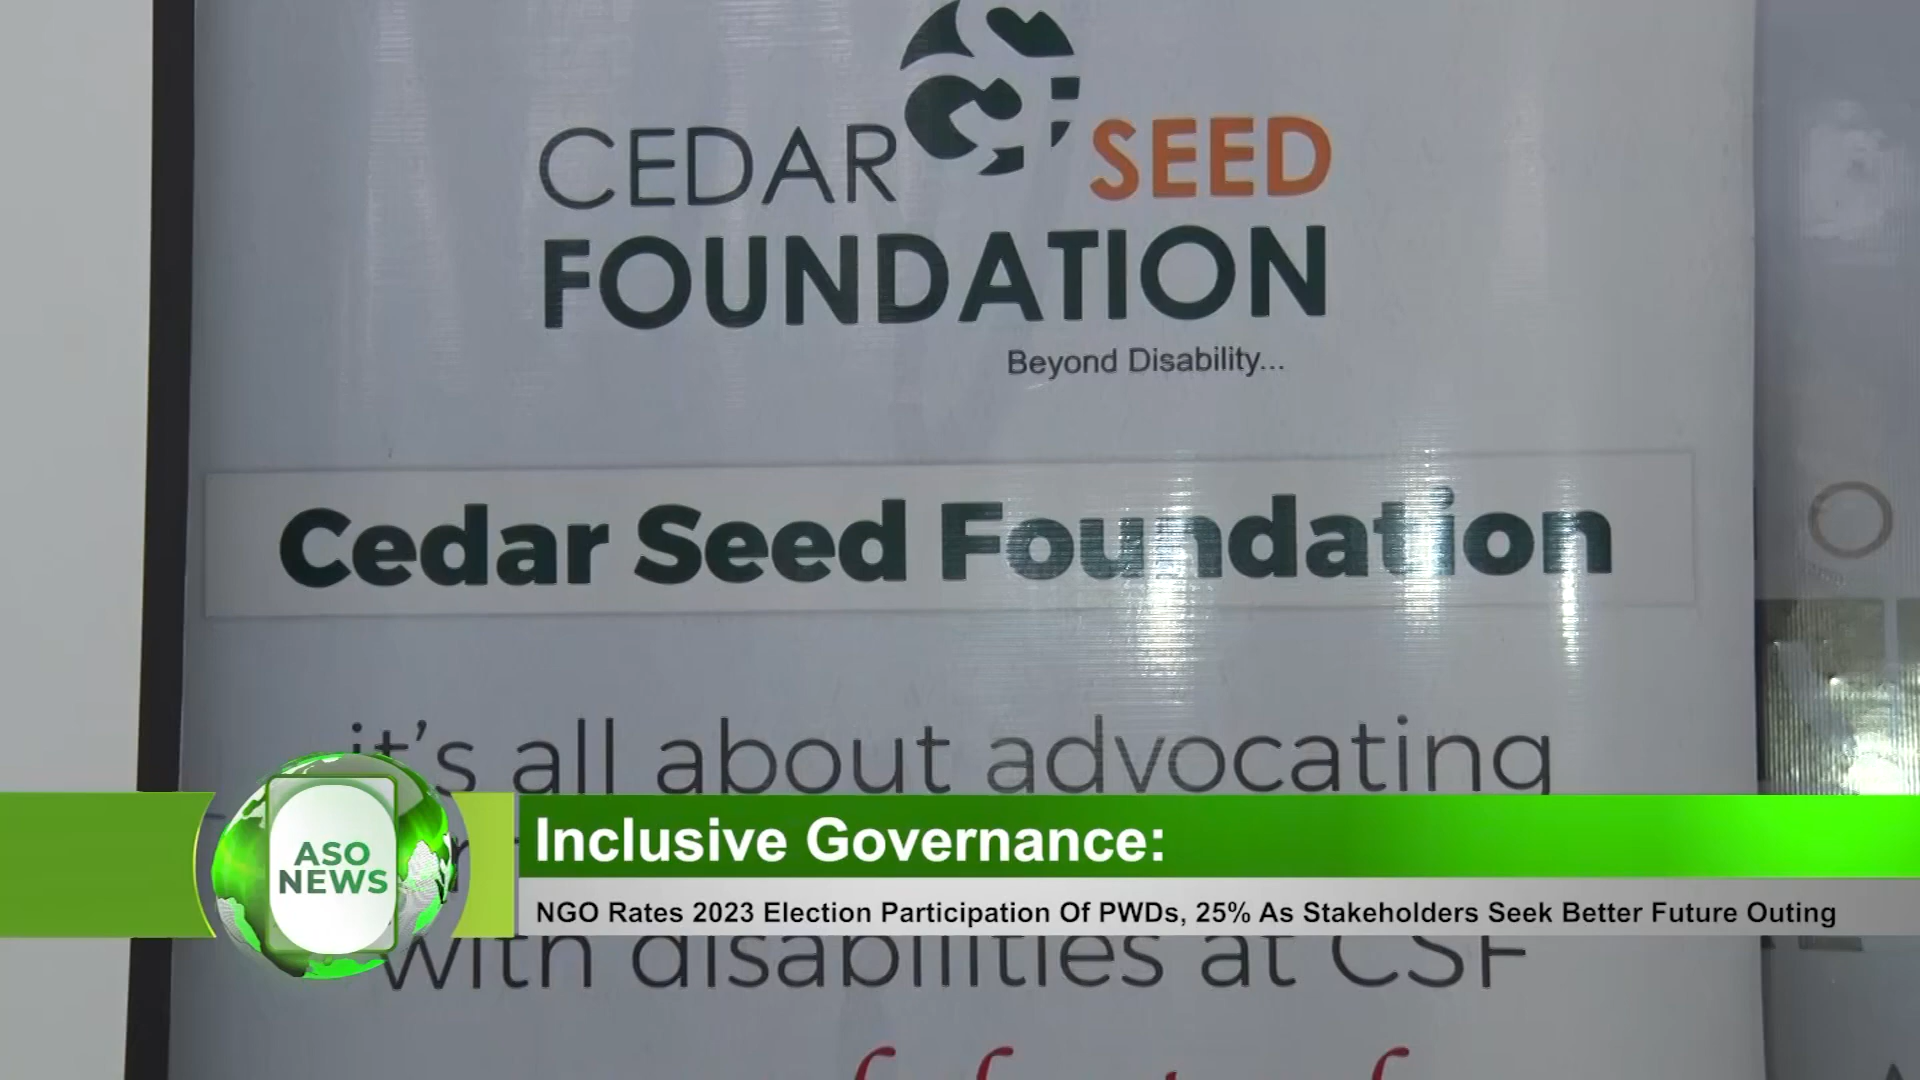 CEDAR SEED
FOUNDATION
Beyond Disability...
Cedar Seed Foundation
it's all about advocating
with disabilities at CSF
ASO
NEWS
Inclusive Governance:
NGO Rates 2023 Election Participation Of PWDs, 25% As Stakeholders Seek Better Future Outing